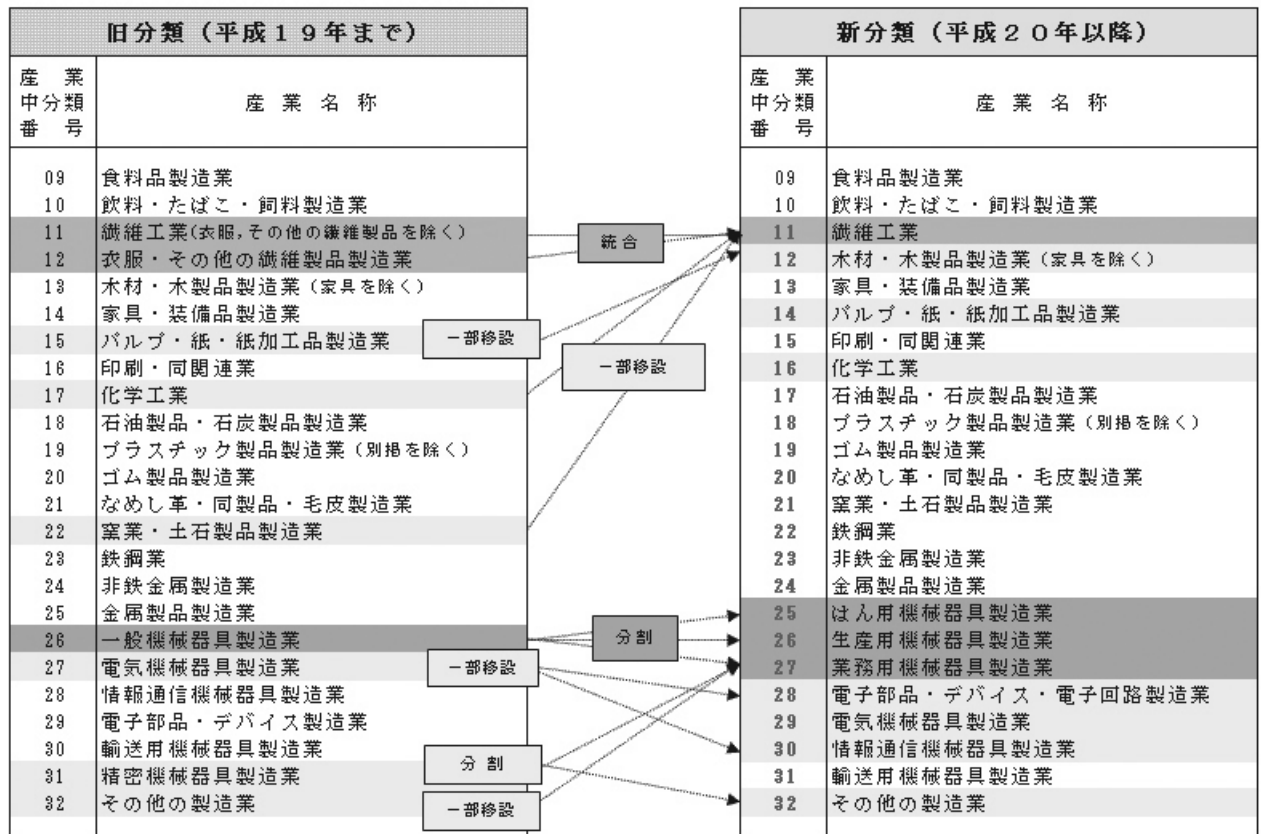 旧分類（平成１９年まで）
産 業
中分類
番 号
産 業 名 称
09 食料品製造業
10 飲料・たばこ・飼料製造業
11 繊維工業(衣服,その他の繊維製品を除く)
12 衣服・その他の繊維製品製造業
13 木材・木製品製造業（家具を除く）
14 家具・装備品製造業
15 パルプ・紙・紙加工品製造業
16 印刷・同関連業
17 化学工業
18 石油製品・石炭製品製造業
19 プラスチック製品製造業（別掲を除く）
20 ゴム製品製造業
21 なめし革・同製品・毛皮製造業
22 窯業・土石製品製造業
23 鉄鋼業
24 非鉄金属製造業
25 金属製品製造業
26 一般機械器具製造業
27 電気機械器具製造業
28 情報通信機械器具製造業
29 電子部品・デバイス製造業
30 輸送用機械器具製造業
31 精密機械器具製造業
32 その他の製造業
統合
一部移設
一部移設
分割
一部移設
分割
一部移設
新分類（平成２０年以降）
産 業
中分類
番 号
産 業 名 称
09 食料品製造業
10 飲料・たばこ・飼料製造業
11 繊維工業
12 木材・木製品製造業（家具を除く）
13 家具・装備品製造業
14 パルプ・紙・紙加工品製造業
15 印刷・同関連業
16 化学工業
17 石油製品・石炭製品製造業
18 プラスチック製品製造業（別掲を除く）
19 ゴム製品製造業
20 なめし革・同製品・毛皮製造業
21 窯業・土石製品製造業
22 鉄鋼業
23 非鉄金属製造業
24 金属製品製造業
25 はん用機械器具製造業
26 生産用機械器具製造業
27 業務用機械器具製造業
28 電子部品・デバイス・電子回路製造業
29 電気機械器具製造業
30 情報通信機械器具製造業
31 輸送用機械器具製造業
32 その他の製造業